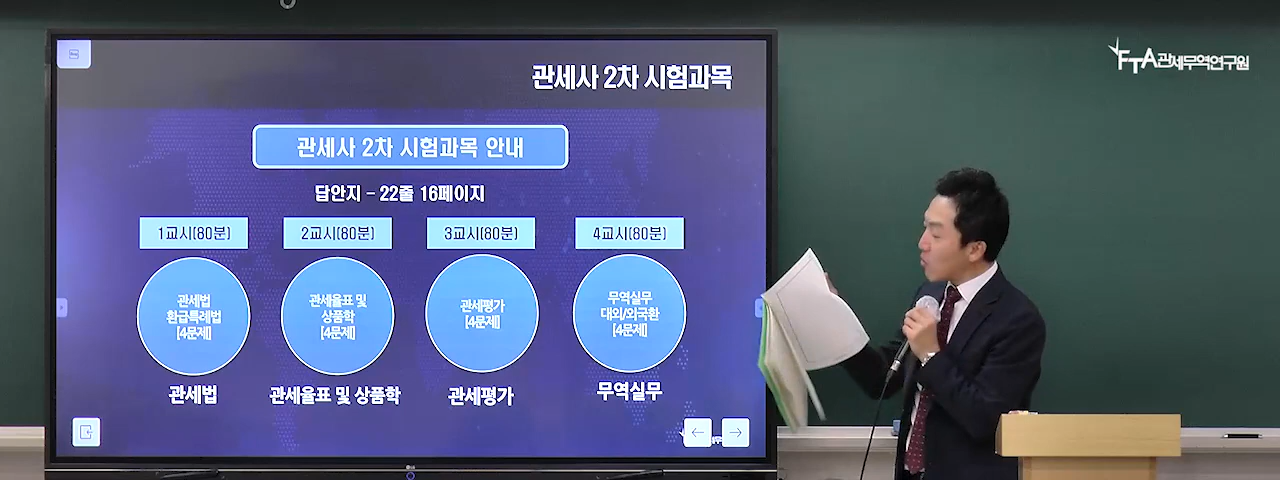 관세사 2차 시험과목
FTA관세무역연구원
관세사 2차 시험과목 안내
답안지 - 22줄 16페이지
1교시(80분)
2교시(80분)
3교시(80분)
4교시(80분)
관세법
환급특례법
[4문제]
관세율표 및
상품학
[4문제]
관세평가
[4문제]
무역실무
대외/외국환
[4문제]
관세법
관세율표 및 상품학
관세평가
무역실무
LG